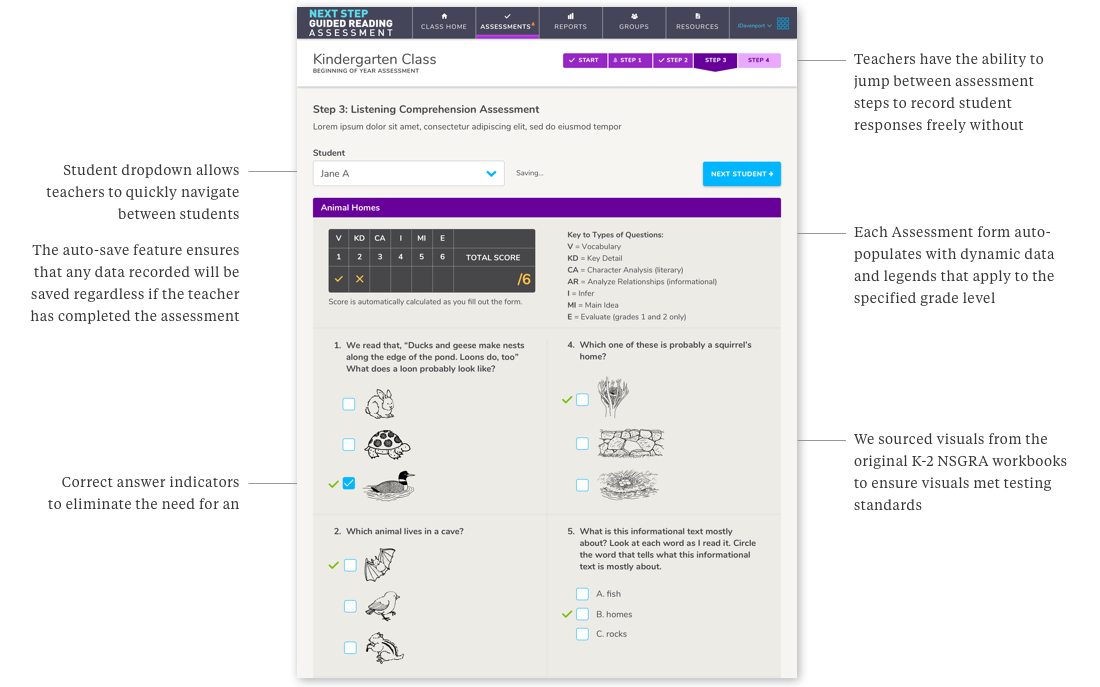 NEXT STEP
GUIDED READING
ASSESSMENT
CLASS HOME
ASSESSMENTS
REPORTS
GROUPS
RESOURCES
JDavenport
Kindergarten Class
BEGINNING OF YEAR ASSESSMENT
START
STEP 1
STEP 2
STEP 3
STEP 4
Teachers have the ability to
jump between assessment
steps to record student
responses freely without
Step 3: Listening Comprehension Assessment
Lorem ipsum dolor sit amet, consectetur adipiscing elit, sed do eiusmod tempor
Student
Jane A
Saving...
NEXT STUDENT
Student dropdown allows
teachers to quickly navigate
between students
The auto-save feature ensures
that any data recorded will be
saved regardless if the teacher
has completed the assessment
Animal Homes
V KD CA I MI E
1 2 3 4 5 6 TOTAL SCORE
/6
Score is automatically calculated as you fill out the form.
Key to Types of Questions:
V = Vocabulary
KD = Key Detail
CA = Character Analysis (literary)
AR = Analyze Relationships (informational)
I = Infer
MI = Main Idea
E = Evaluate (grades 1 and 2 only)
Each Assessment form auto-
populates with dynamic data
and legends that apply to the
specified grade level
1. We read that, “Ducks and geese make nests
along the edge of the pond. Loons do, too”
What does a loon probably look like?
4. Which one of these is probably a squirrel's
home?
We sourced visuals from the
original K-2 NSGRA workbooks
to ensure visuals met testing
standards
Correct answer indicators
to eliminate the need for an
2. Which animal lives in a cave?
5. What is this informational text mostly
about? Look at each word as I read it. Circle
the word that tells what this informational
text is mostly about.
A. fish
B. homes
C. rocks